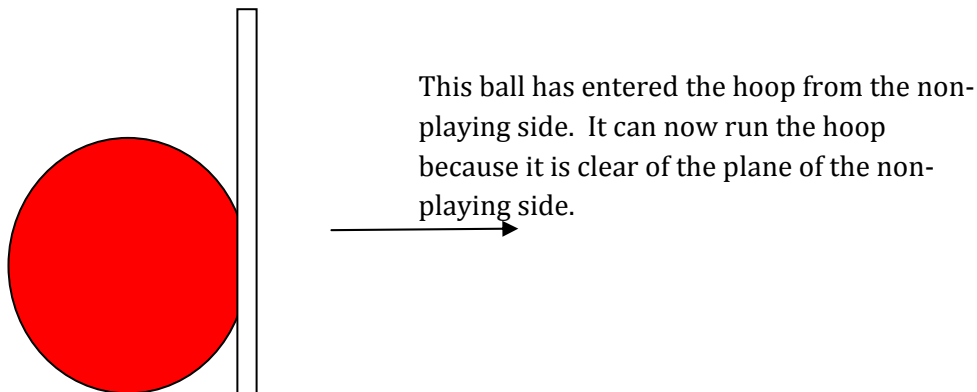 This ball has entered the hoop from the non-
playing side.  It can now run the hoop
because it is clear of the plane of the non-
playing side.